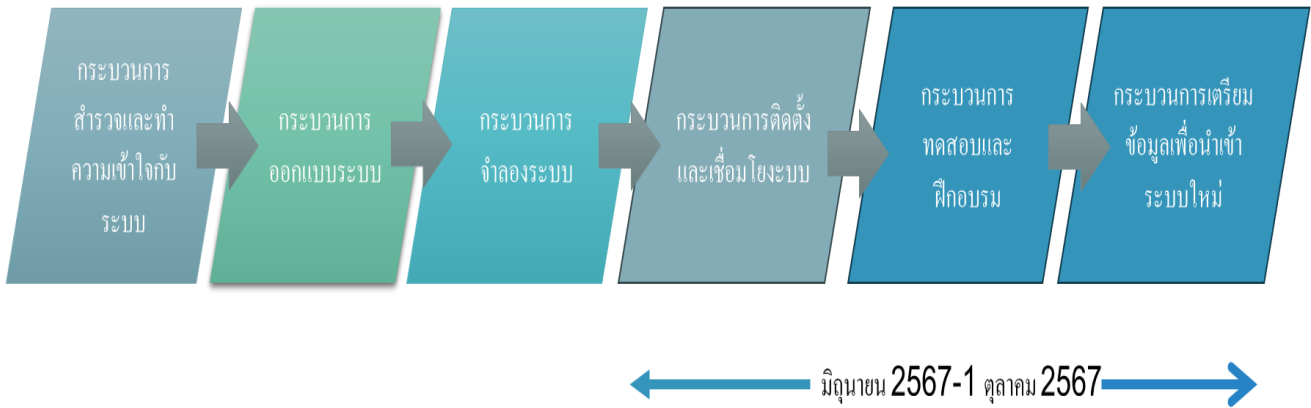 กระบวนการ
สำรวจและทำ
ความเข้าใจกับ
ระบบ
กระบวนการ
ออกแบบระบบ
กระบวนการ
จำลองระบบ
กระบวนการติดตั้ง
และเชื่อมโยงระบบ
กระบวนการ
ทดสอบและ
ฝึกอบรม
กระบวนการเตรียม
ข้อมูลเพื่อนำเข้า
ระบบใหม่
มิถุนายน 2567-1 ตุลาคม 2567